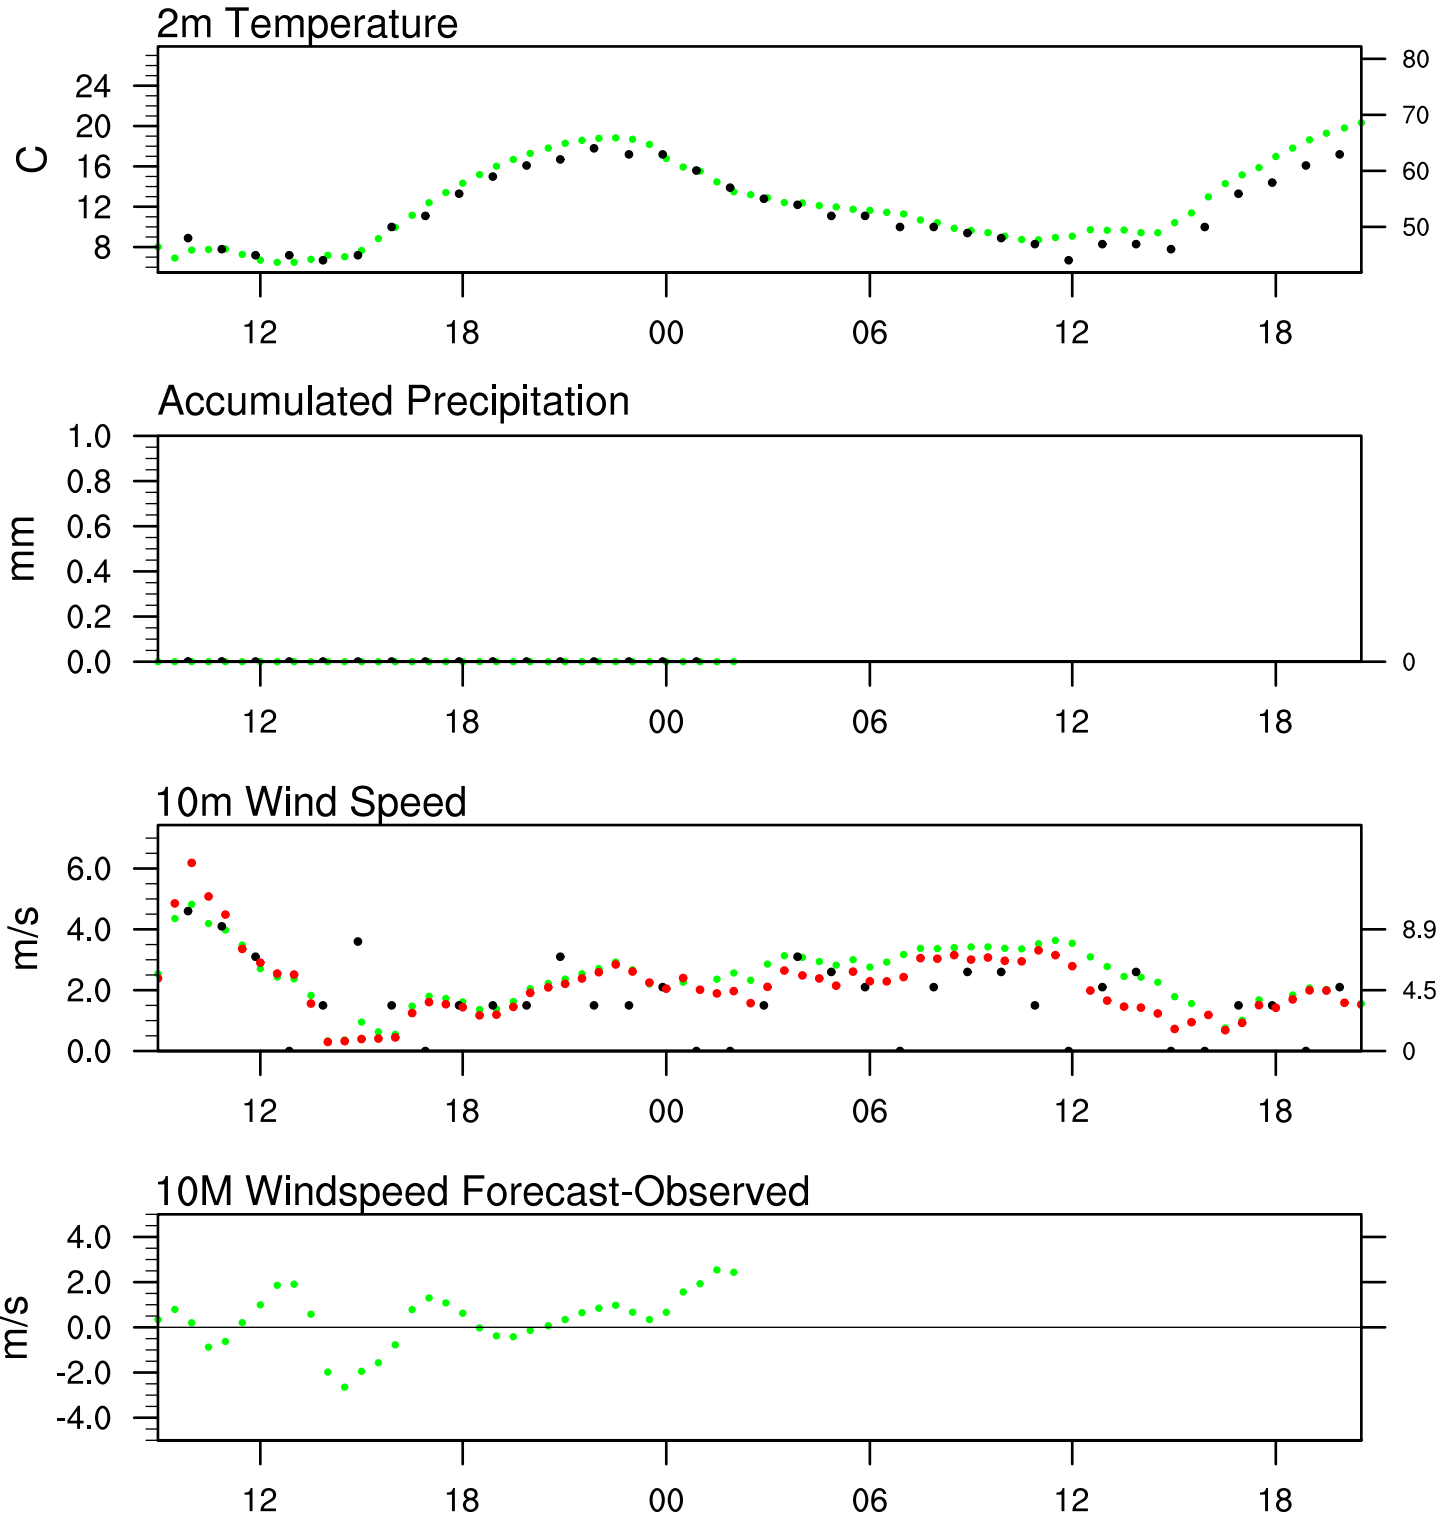 2m Temperature
24
20
16
12
8
C
80
70
60
50
12 18 00 06 12 18
Accumulated Precipitation
1.0
0.8
0.6
0.4
0.2
0.0
mm
0
12 18 00 06 12 18
10m Wind Speed
6.0
4.0
2.0
0.0
m/s
8.9
4.5
0
12 18 00 06 12 18
10M Windspeed Forecast-Observed
4.0
2.0
0.0
-2.0
-4.0
m/s
12 18 00 06 12 18